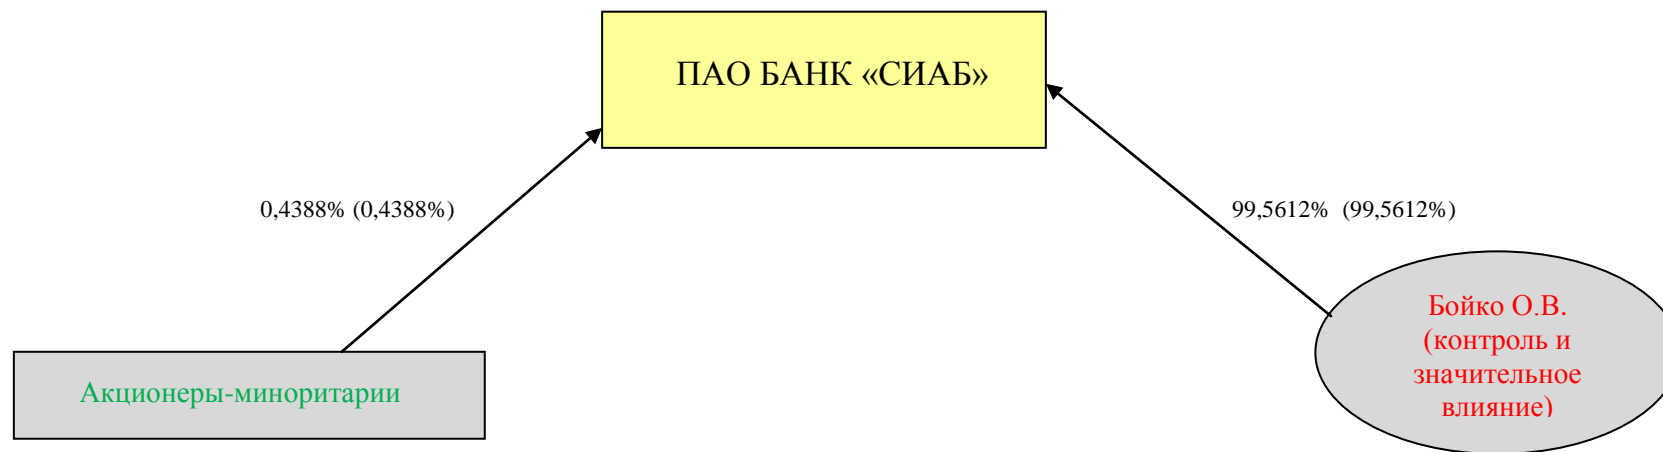 ПАО БАНК «СИАБ»
0,4388% (0,4388%)
99,5612% (99,5612%)
Бойко О.В.
(контроль и
значительное
влияние)
Акционеры-миноритарии